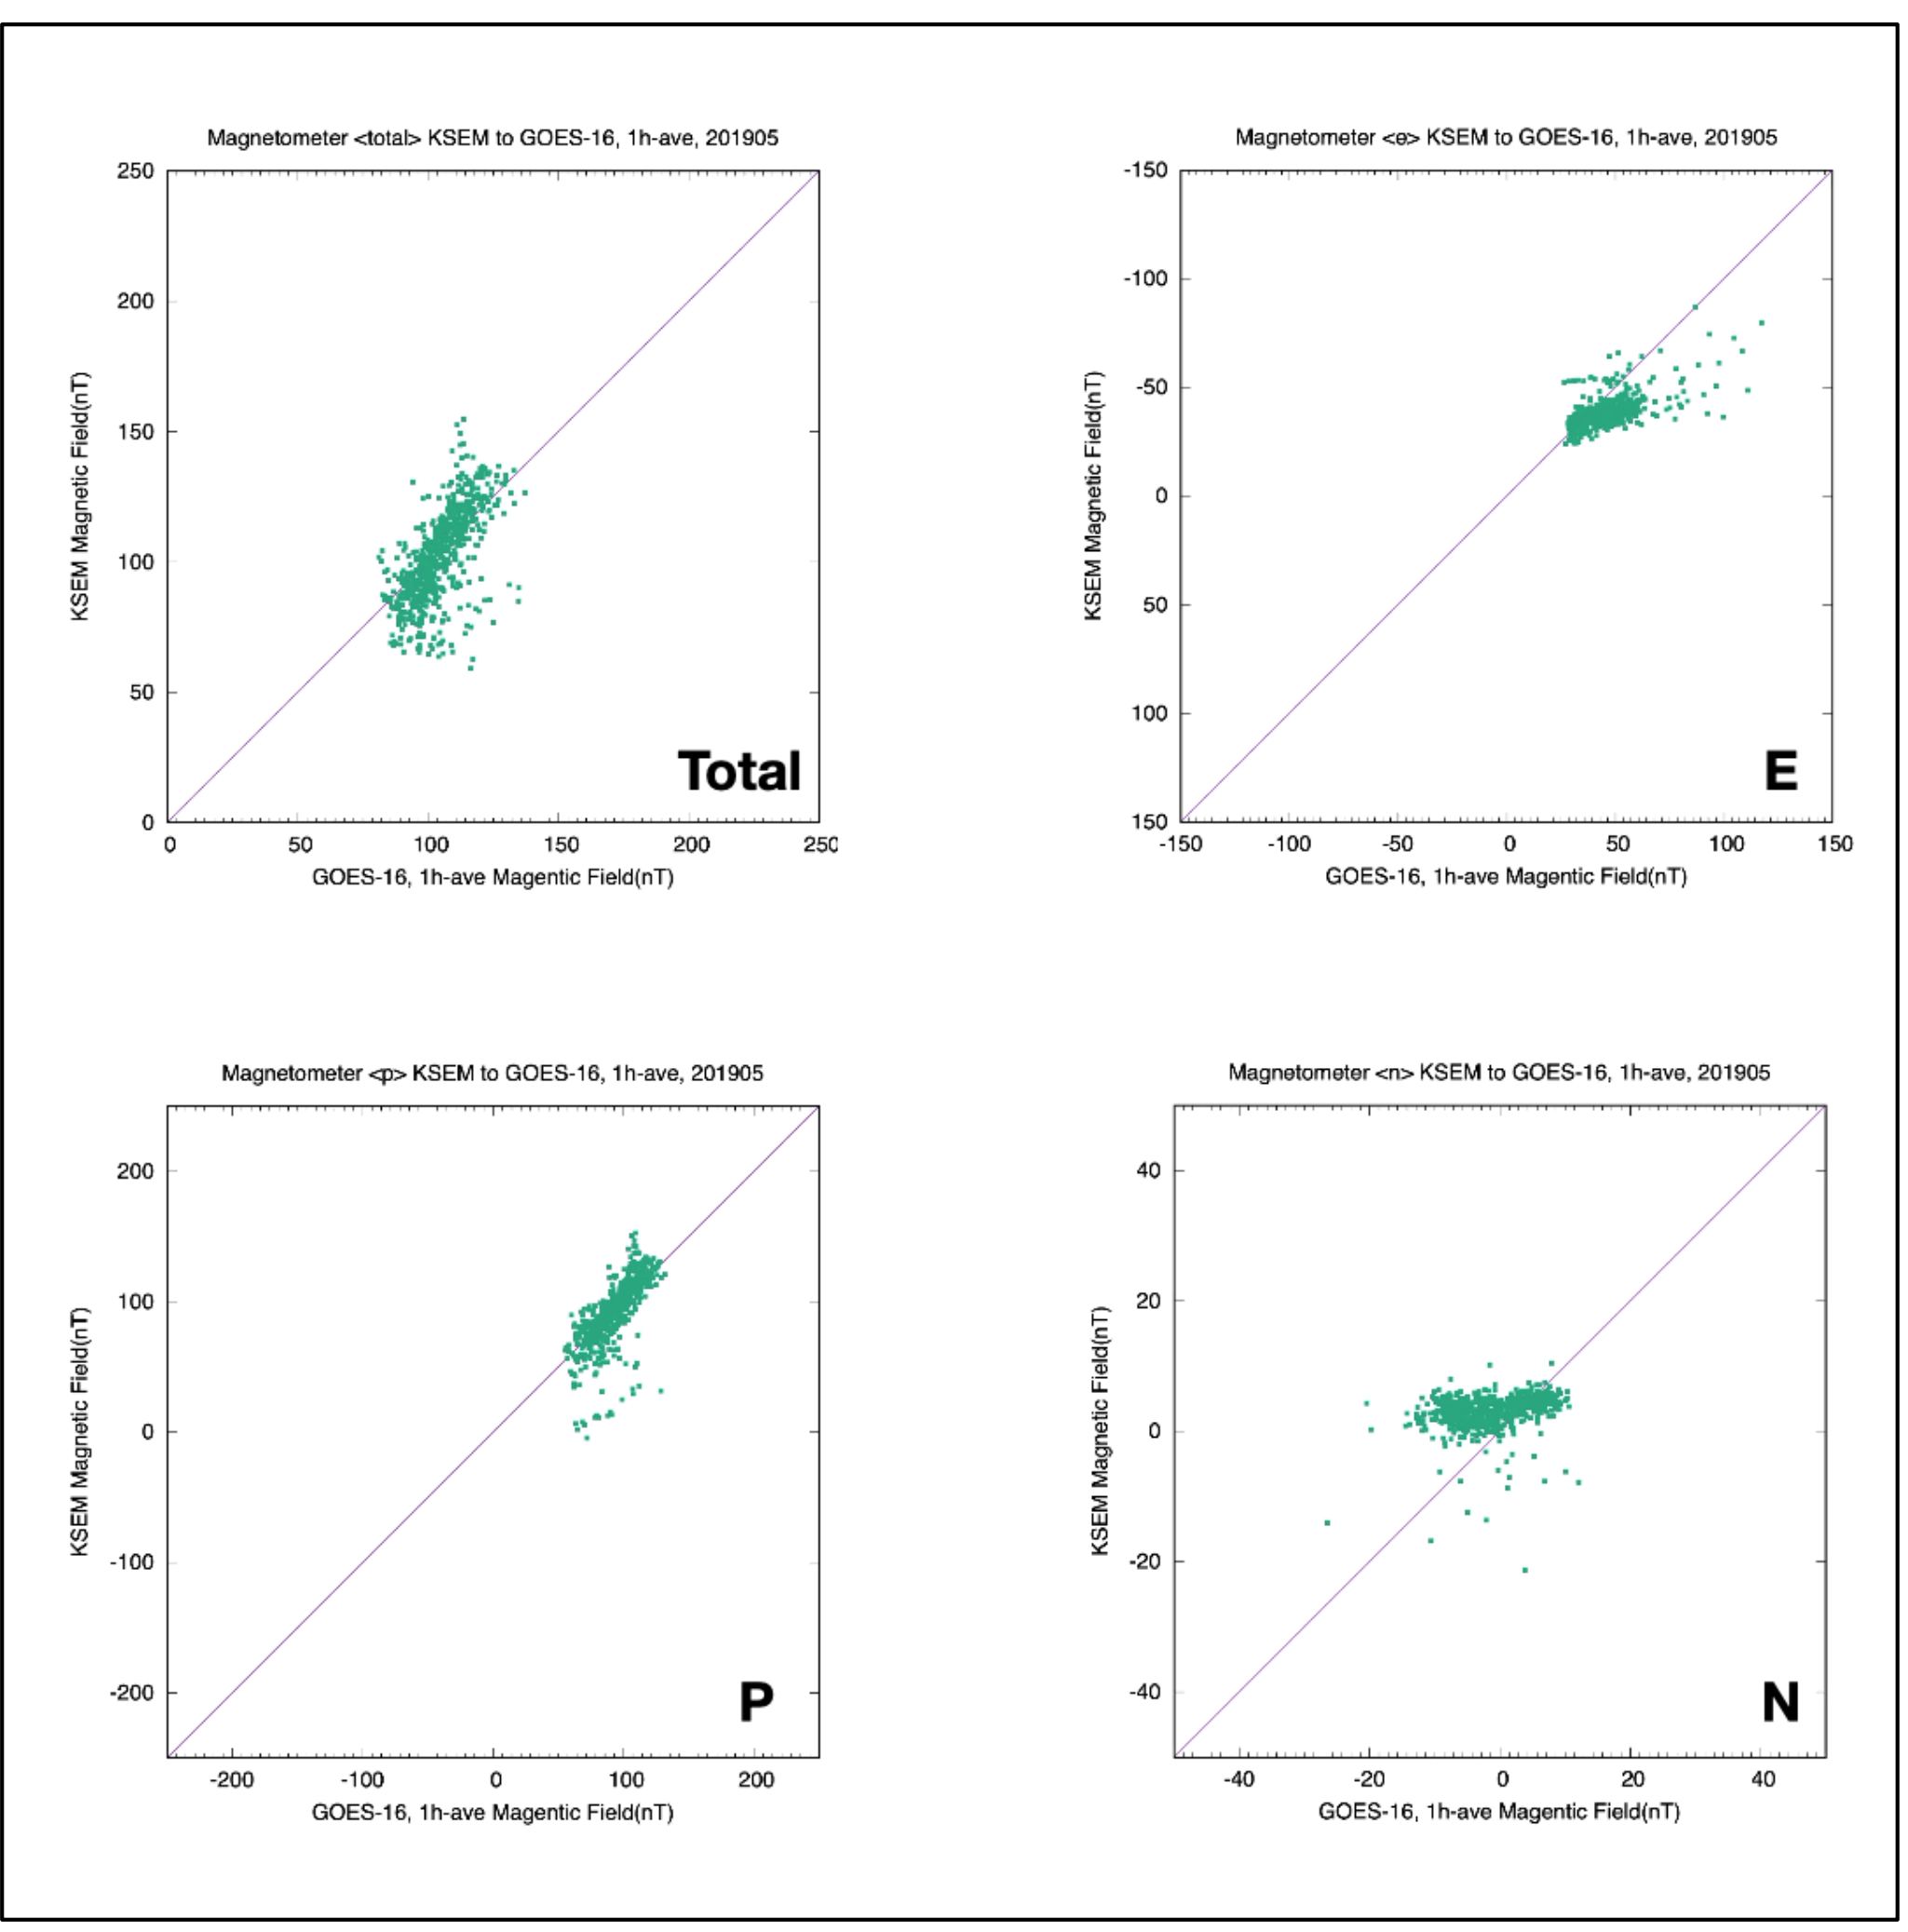 Magnetometer <total> KSEM to GOES-16, 1h-ave, 201905
250
200
150
100
50
0
KSEM Magnetic Field(nT)
Total
0 50 100 150 200 250
GOES-16, 1h-ave Magentic Field(nT)
Magnetometer <e> KSEM to GOES-16, 1h-ave, 201905
-150
-100
-50
0
50
100
150
KSEM Magnetic Field(nT)
E
-150 -100 -50 0 50 100 150
GOES-16, 1h-ave Magentic Field(nT)
Magnetometer <p> KSEM to GOES-16, 1h-ave, 201905
200
100
0
-100
-200
KSEM Magnetic Field(nT)
P
-200 -100 0 100 200
GOES-16, 1h-ave Magentic Field(nT)
Magnetometer <n> KSEM to GOES-16, 1h-ave, 201905
40
20
0
-20
-40
KSEM Magnetic Field(nT)
N
-40 -20 0 20 40
GOES-16, 1h-ave Magentic Field(nT)